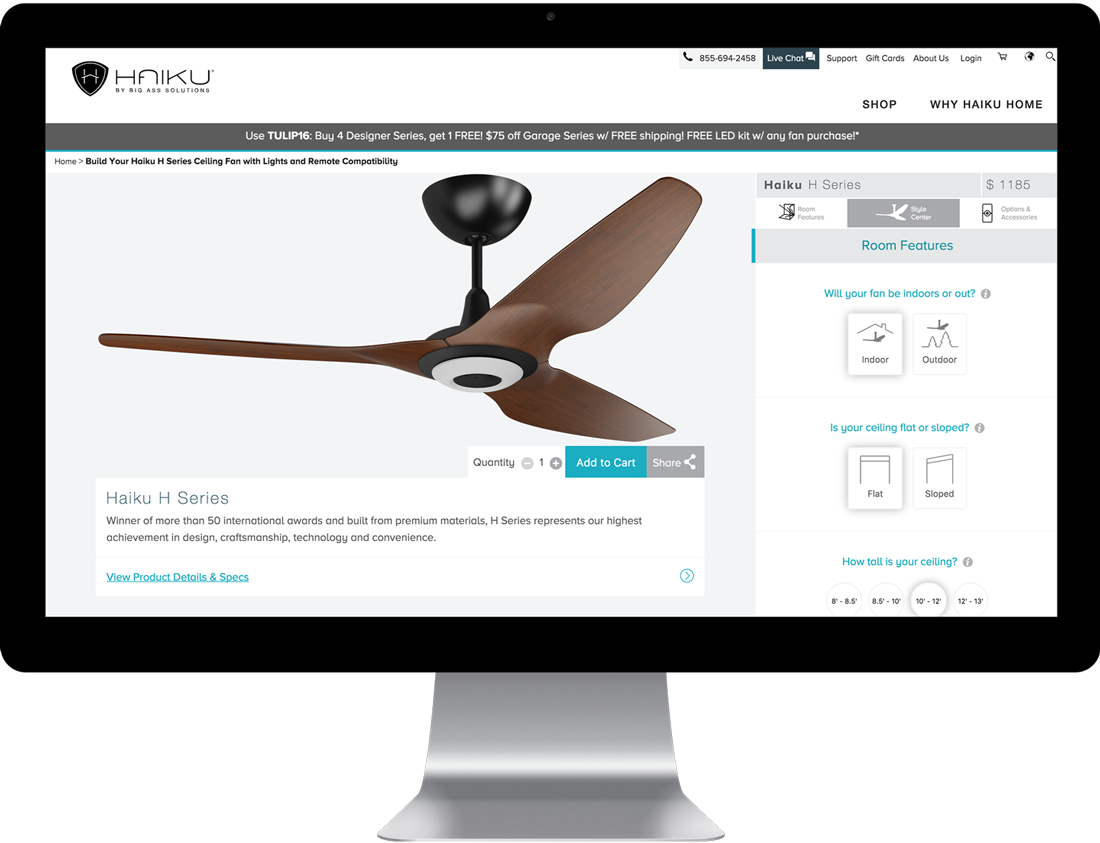 HAIKU
BY BIG ASS SOLUTIONS
855-694-2458 Live Chat Support Gift Cards About Us Login
SHOP WHY HAIKU HOME
Use TULIP16: Buy 4 Designer Series, get 1 FREE! $75 off Garage Series w/ FREE shipping! FREE LED kit w/ any fan purchase!*
Home > Build Your Haiku H Series Ceiling Fan with Lights and Remote Compatibility
Haiku H Series $ 1185
Room Features
Style Center
Options & Accessories
Room Features
Will your fan be indoors or out?
Indoor Outdoor
Is your ceiling flat or sloped?
Flat Sloped
How tall is your ceiling?
8' - 8.5' 8.5' - 10' 10' - 12' 12' - 13'
Quantity 1 Add to Cart Share
Haiku H Series
Winner of more than 50 international awards and built from premium materials, H Series represents our highest
achievement in design, craftsmanship, technology and convenience.
View Product Details & Specs